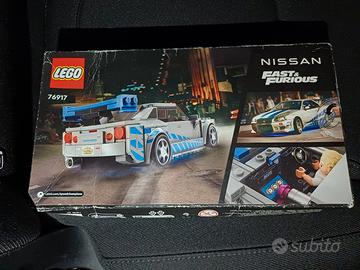 LEGO
76917
NISSAN
FAST & FURIOUS
subito